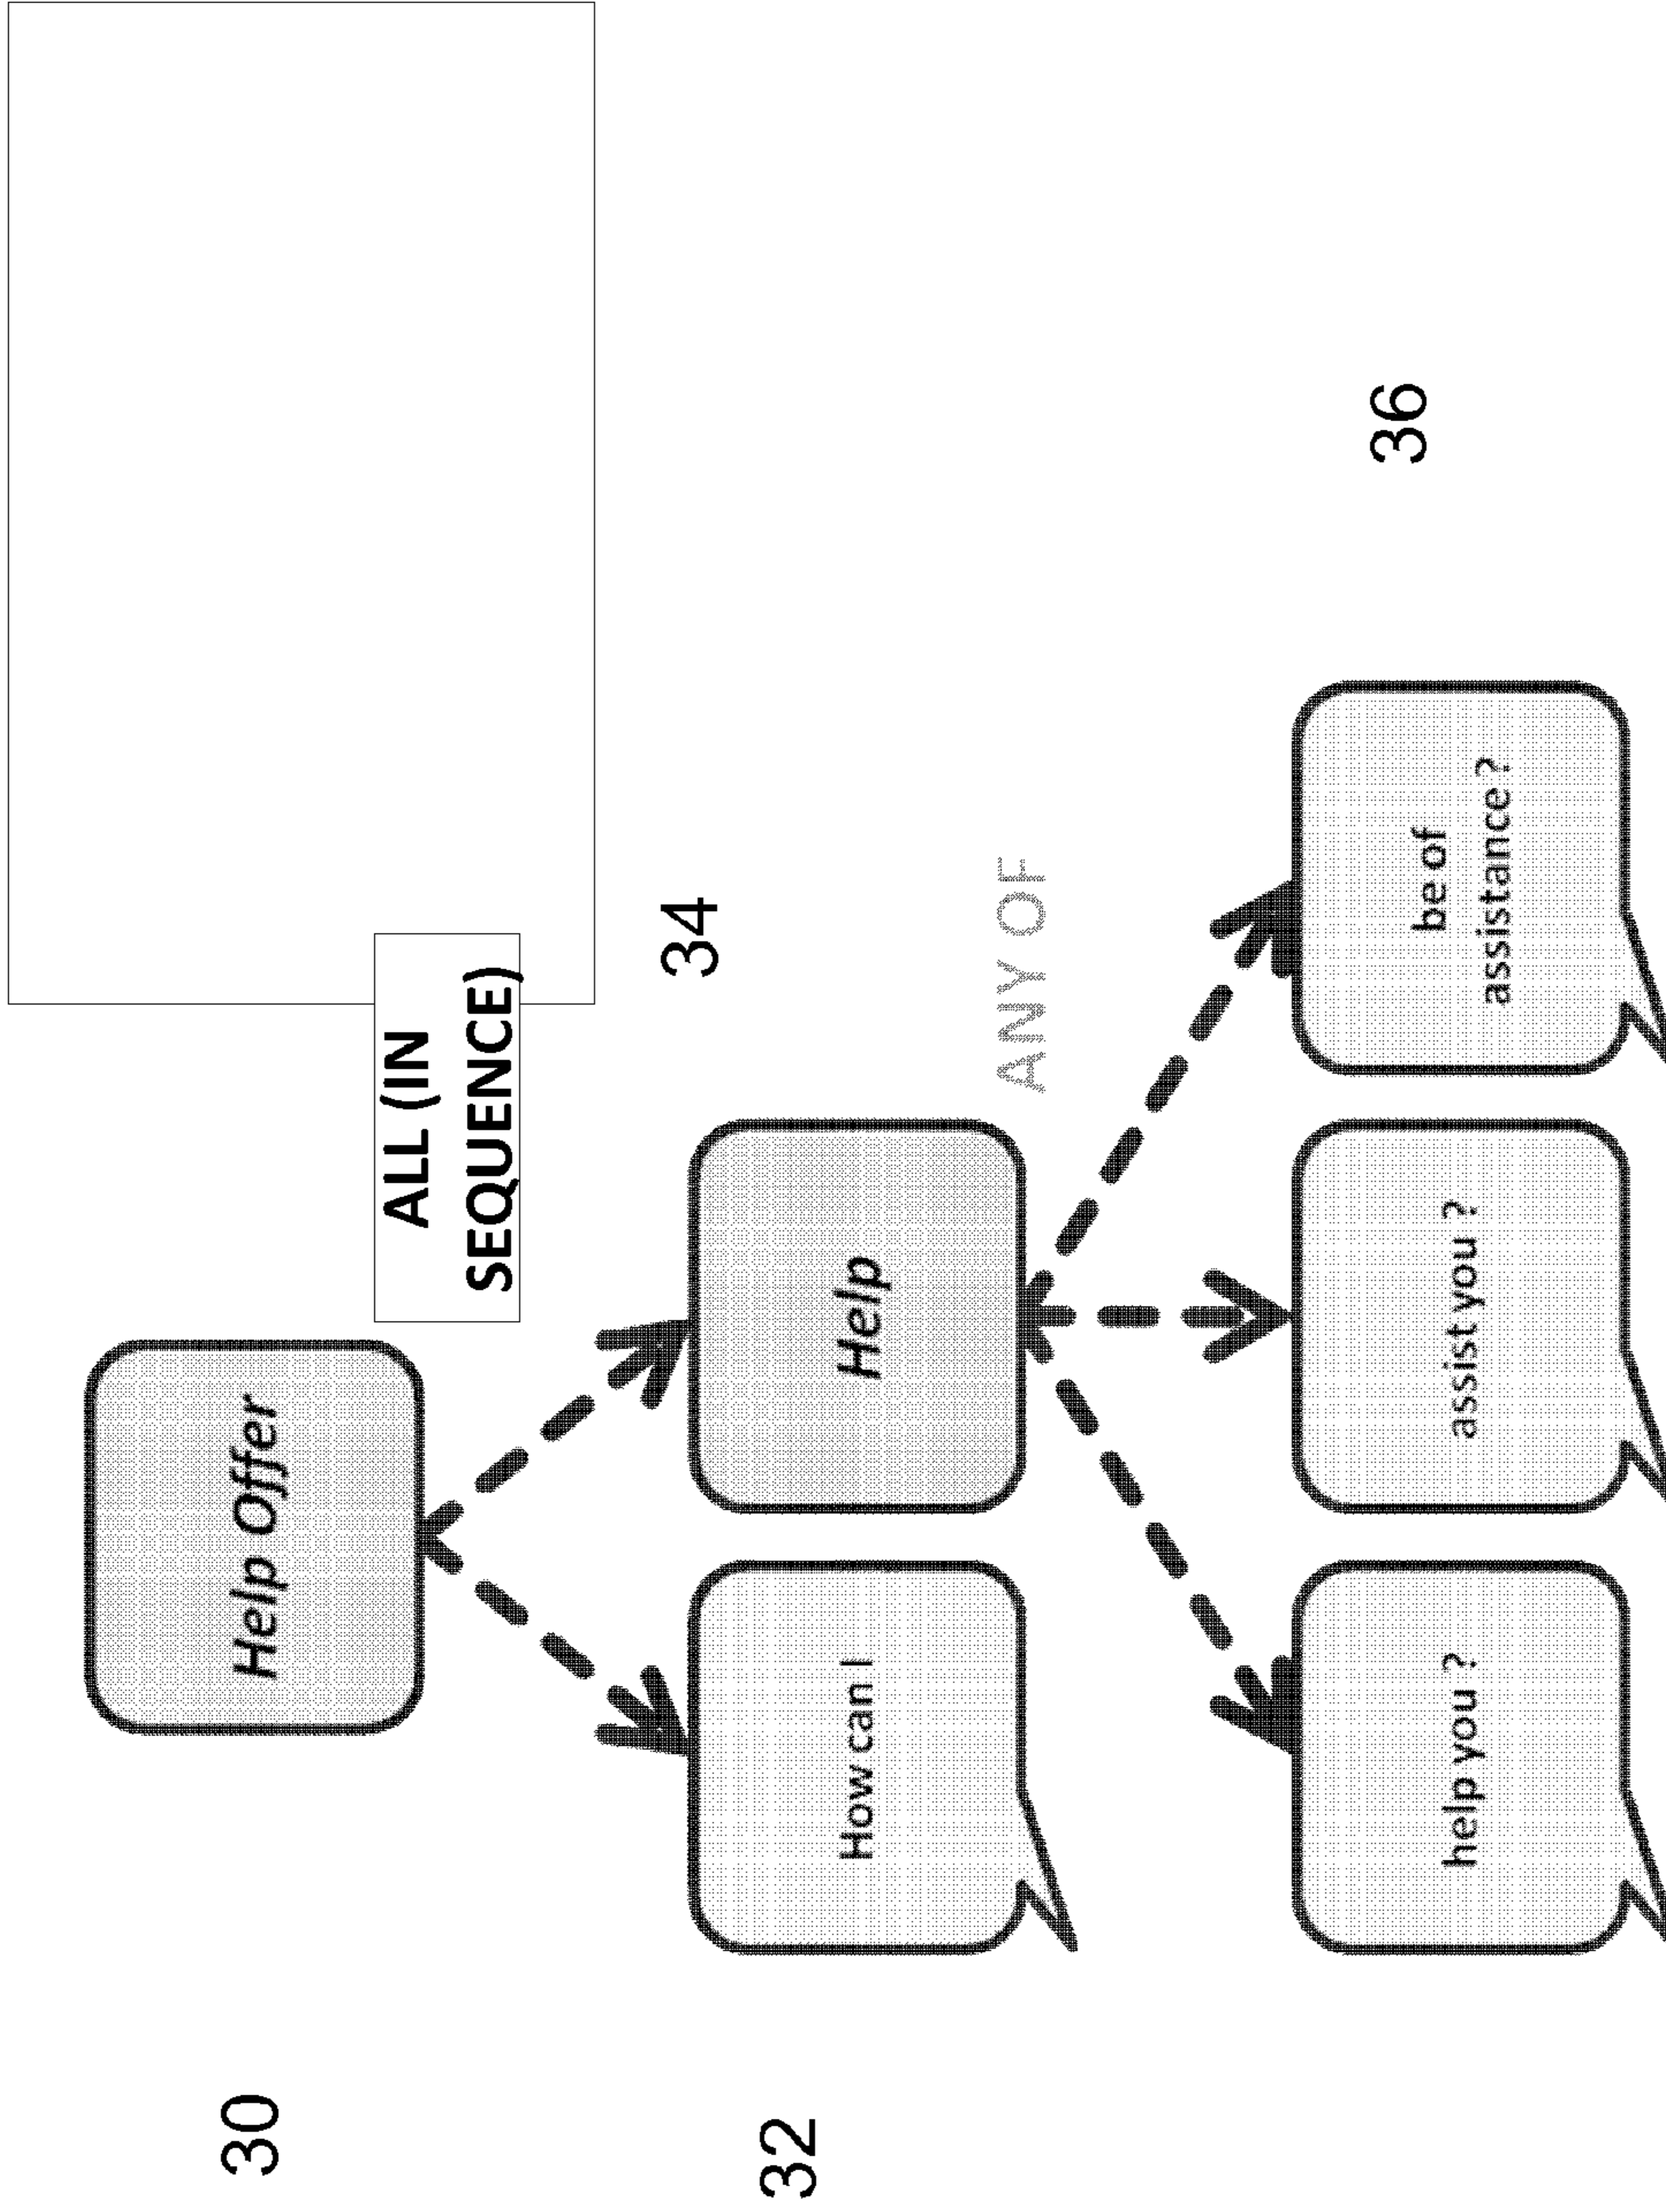 30
Help Offer
ALL (IN
SEQUENCE)
32
How can I
Help
34
ANY OF
help you ?
assist you ?
be of
assistance ?
36